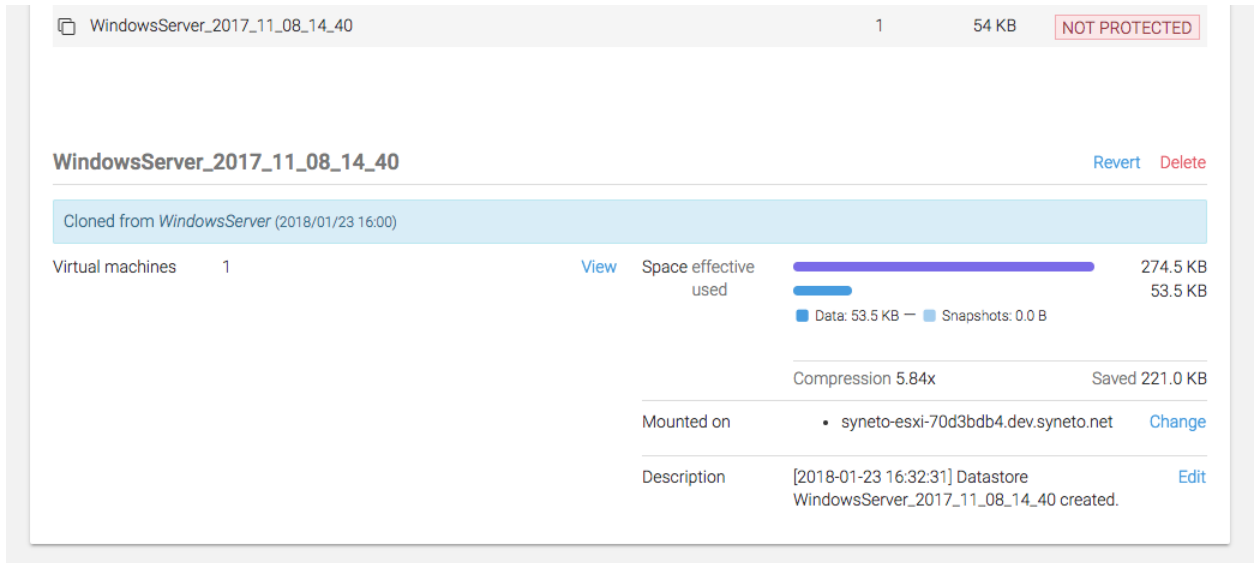 WindowsServer_2017_11_08_14_40 1 54 KB NOT PROTECTED
WindowsServer_2017_11_08_14_40 Revert Delete
Cloned from WindowsServer (2018/01/23 16:00)
Virtual machines 1 View Space effective 274.5 KB
used 53.5 KB
Data: 53.5 KB — Snapshots: 0.0 B
Compression 5.84x Saved 221.0 KB
Mounted on • syneto-esxi-70d3bdb4.dev.syneto.net Change
Description [2018-01-23 16:32:31] Datastore Edit
WindowsServer_2017_11_08_14_40 created.